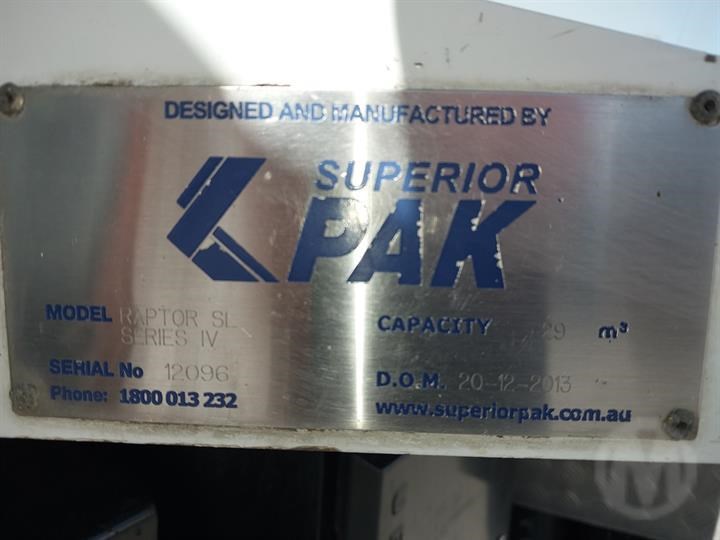 DESIGNED AND MANUFACTURED BY
SUPERIOR
PAK
MODEL RAPTOR SL
SERIES IV
CAPACITY 29 m³
SERIAL No 12096
D.O.M. 20-12-2013
Phone: 1800 013 232
www.superiorpak.com.au
M